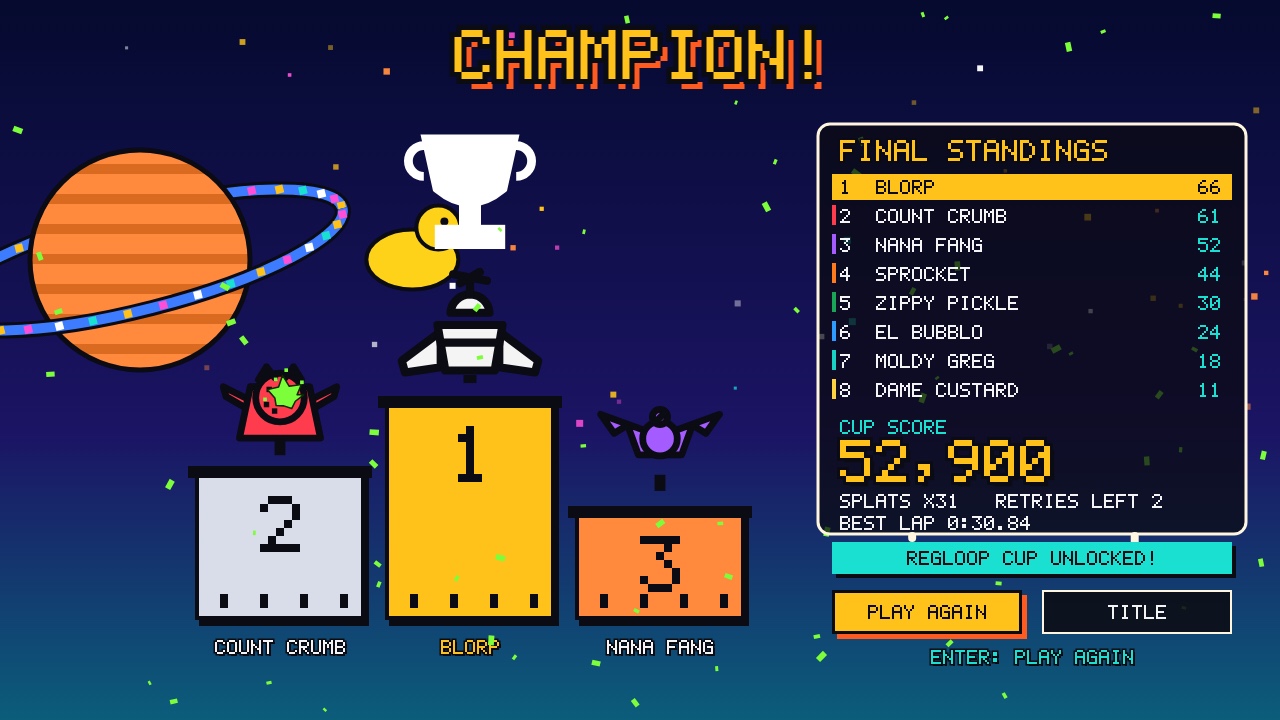 CHAMPION!
FINAL STANDINGS
1 BLORP 66
2 COUNT CRUMB 61
3 NANA FANG 52
4 SPROCKET 44
5 ZIPPY PICKLE 30
6 EL BUBBLO 24
7 MOLDY GREG 18
8 DAME CUSTARD 11
CUP SCORE
52,900
SPLATS X31 RETRIES LEFT 2
BEST LAP 0:30.84
REGLOOP CUP UNLOCKED!
PLAY AGAIN
TITLE
ENTER: PLAY AGAIN
2
1
3
COUNT CRUMB
BLORP
NANA FANG